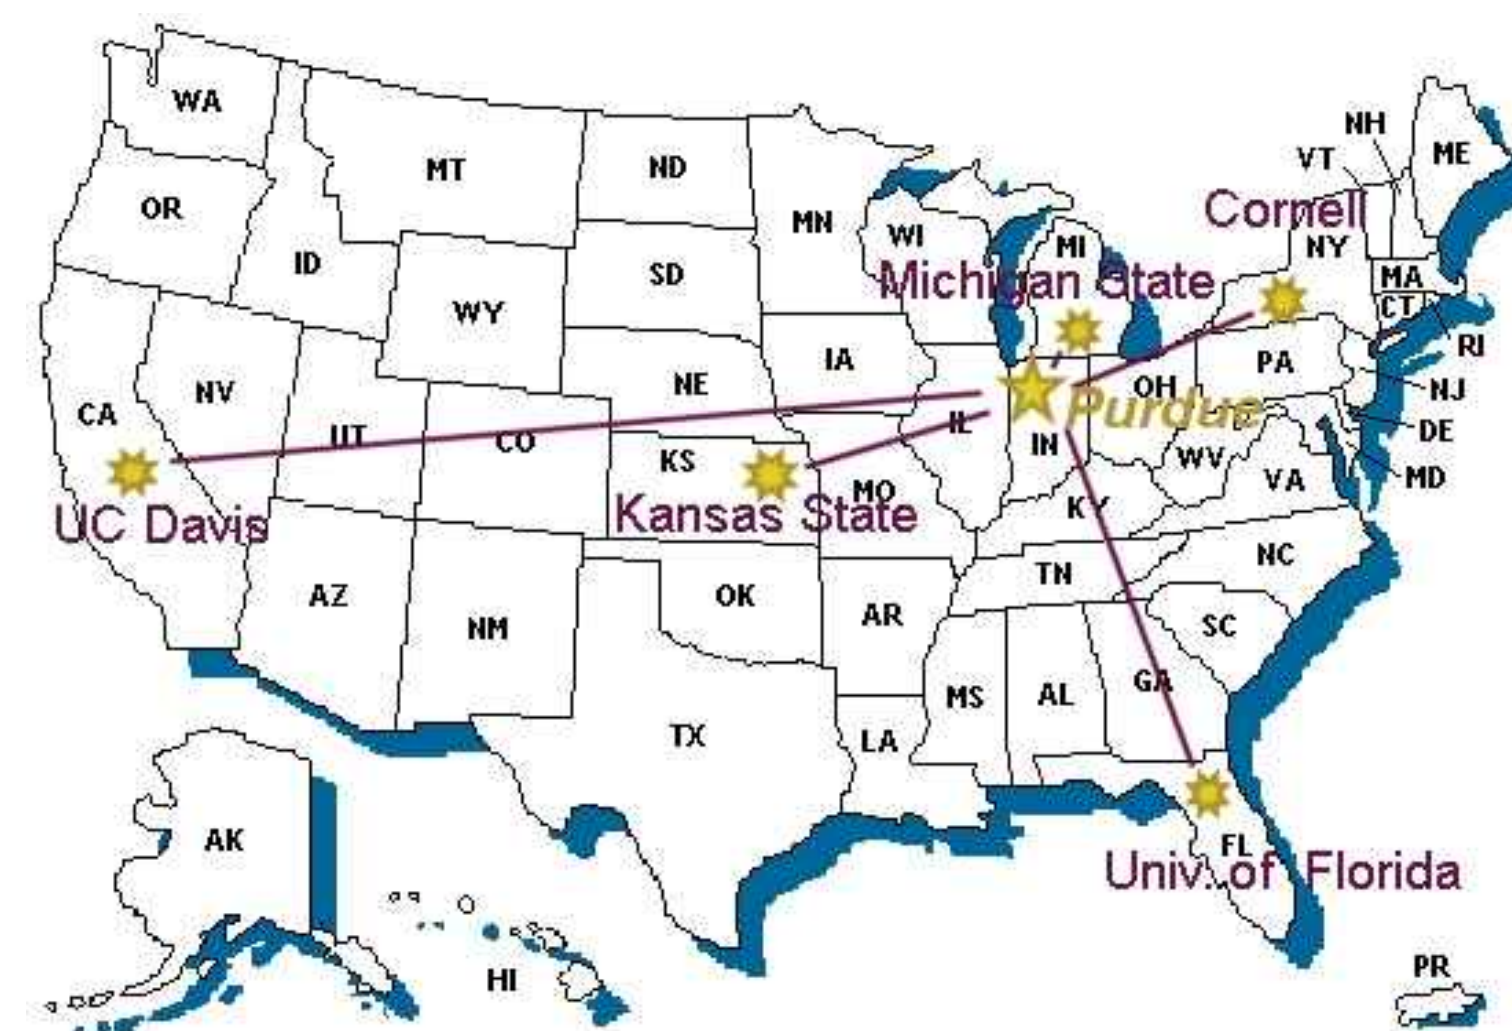 WA
NH
VT
ME
MT
ND
OR
MN
Cornell
WI
MI
NY
ID
SD
Michigan State
MA
WY
CT
IA
RI
PA
NV
NE
OH
NJ
CA
Purdue
UT
CO
IL
IN
DE
KS
WV
VA
MD
MO
UC Davis
Kansas State
KY
NC
TN
AZ
OK
AR
NM
SC
GA
MS
AL
TX
LA
AK
FL
Univ. of Florida
HI
PR